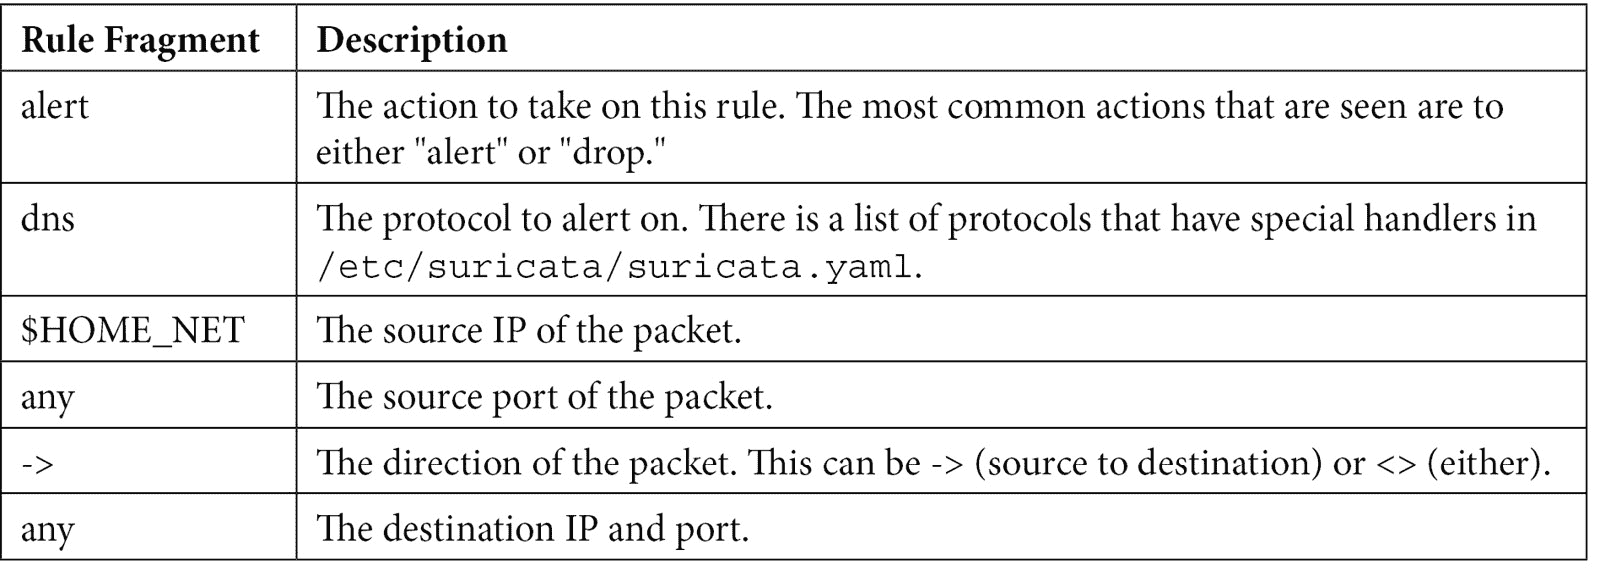 Rule Fragment Description
alert The action to take on this rule. The most common actions that are seen are to
either "alert" or "drop."
dns The protocol to alert on. There is a list of protocols that have special handlers in
/etc/suricata/suricata.yaml.
$HOME_NET The source IP of the packet.
any The source port of the packet.
-> The direction of the packet. This can be -> (source to destination) or <> (either).
any The destination IP and port.